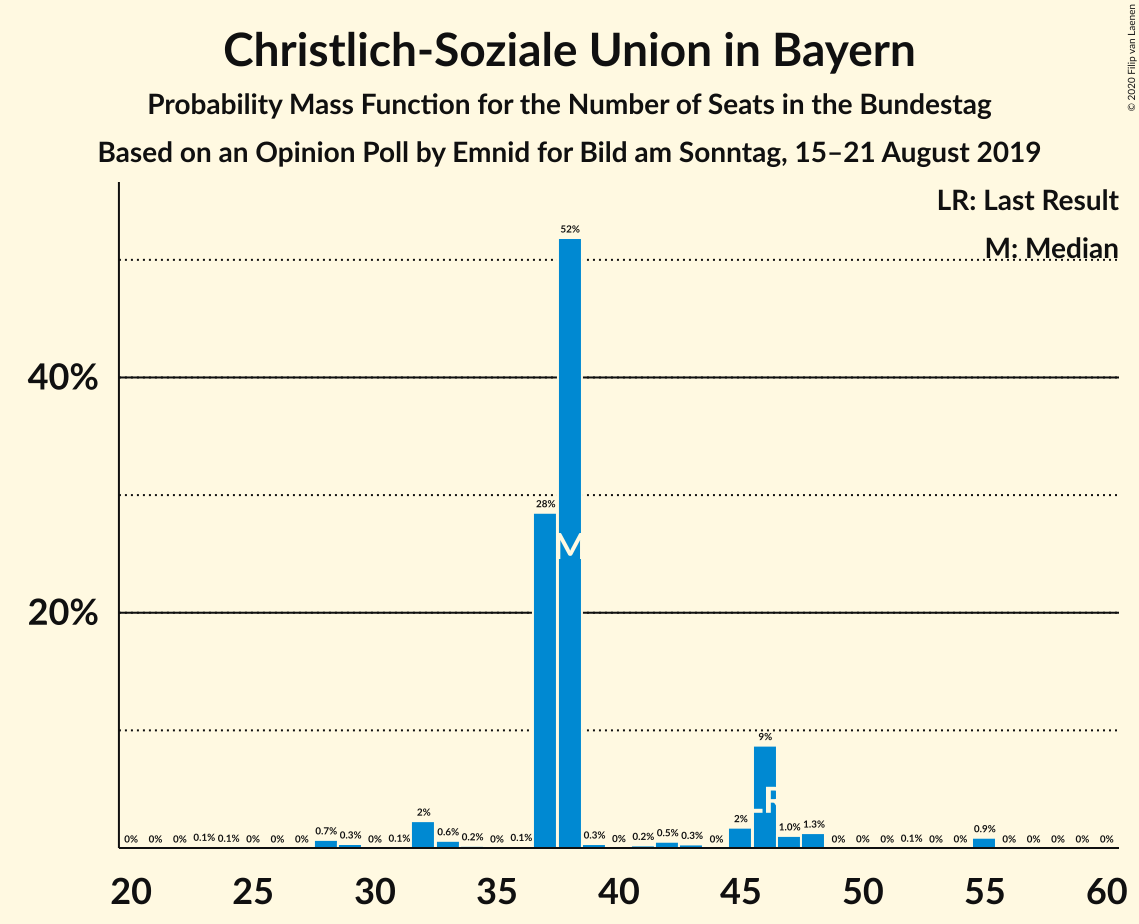 Christlich-Soziale Union in Bayern
Probability Mass Function for the Number of Seats in the Bundestag
Based on an Opinion Poll by Emnid for Bild am Sonntag, 15–21 August 2019
© 2020 Filip van Laenen
LR: Last Result
M: Median
40%
20%
0% 0% 0% 0.1% 0.1% 0% 0% 0% 0.7% 0.3% 0% 0.1% 2% 0.6% 0.2% 0% 0.1% 28% 52% 0.3% 0% 0.2% 0.5% 0.3% 0% 2% 9% 1.0% 1.3% 0% 0% 0% 0.1% 0% 0% 0.9% 0% 0% 0% 0% 0%
M
LR
20 25 30 35 40 45 50 55 60